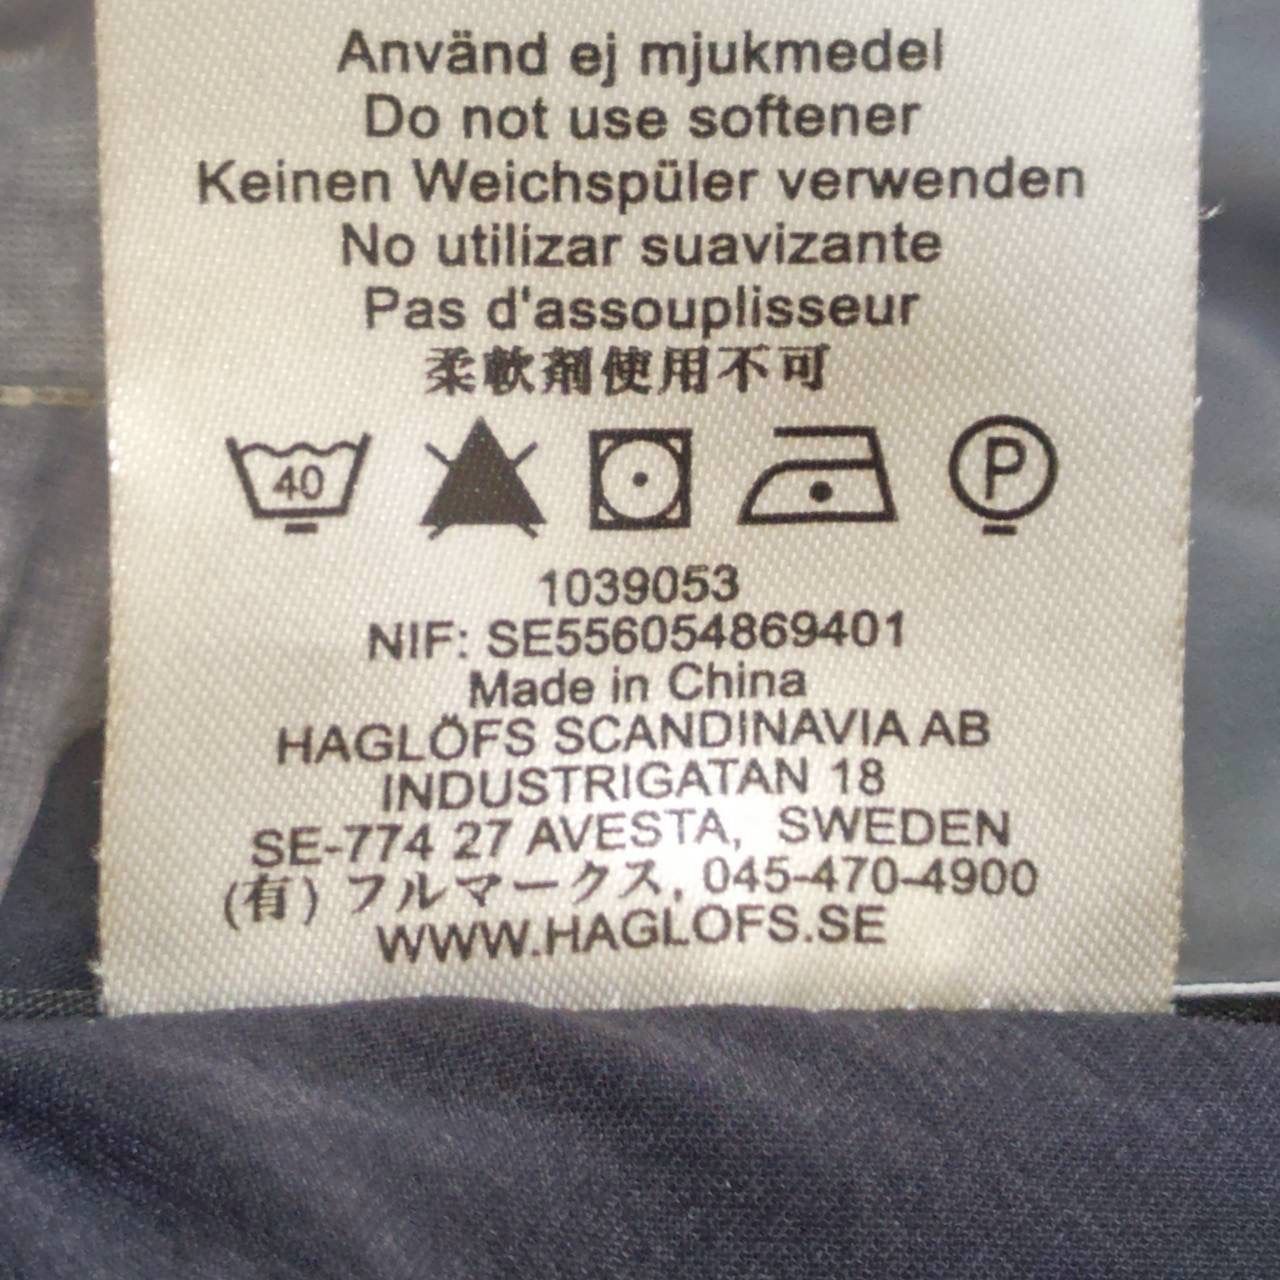 Använd ej mjukmedel
Do not use softener
Keinen Weichspüler verwenden
No utilizar suavizante
Pas d'assouplisseur
柔軟剤使用不可
40 P
1039053
NIF: SE556054869401
Made in China
HAGLÖFS SCANDINAVIA AB
INDUSTRIGATAN 18
SE-774 27 AVESTA, SWEDEN
(有) フルマークス, 045-470-4900
WWW.HAGLOFS.SE